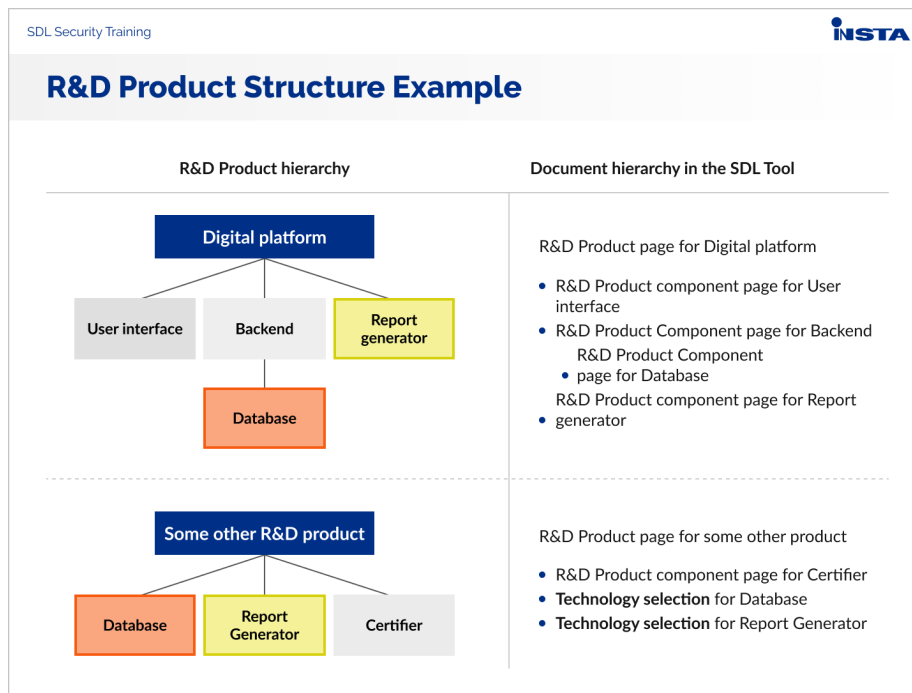 SDL Security Training
INSTA
R&D Product Structure Example
R&D Product hierarchy
Document hierarchy in the SDL Tool
Digital platform
User interface
Backend
Report
generator
Database
R&D Product page for Digital platform
• R&D Product component page for User
interface
• R&D Product Component page for Backend
R&D Product Component
• page for Database
R&D Product component page for Report
• generator
Some other R&D product
Database
Report
Generator
Certifier
R&D Product page for some other product
• R&D Product component page for Certifier
• Technology selection for Database
• Technology selection for Report Generator